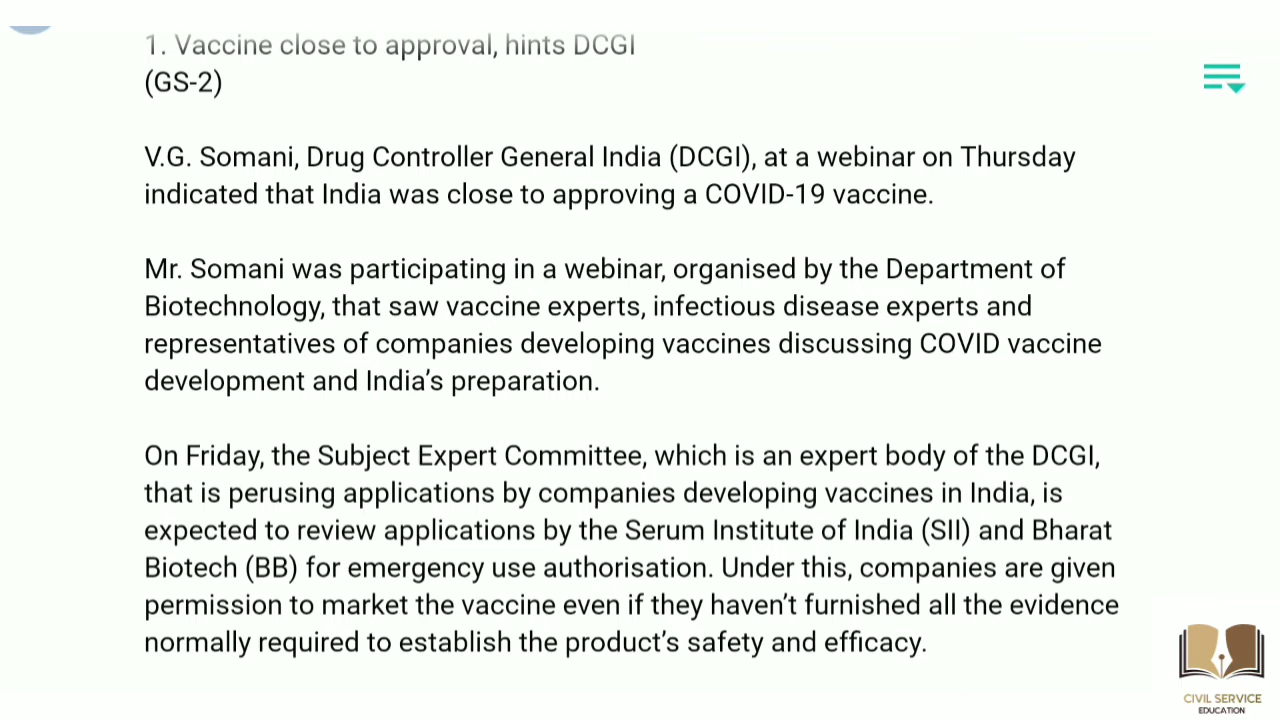 1. Vaccine close to approval, hints DCGI
(GS-2)
V.G. Somani, Drug Controller General India (DCGI), at a webinar on Thursday
indicated that India was close to approving a COVID-19 vaccine.
Mr. Somani was participating in a webinar, organised by the Department of
Biotechnology, that saw vaccine experts, infectious disease experts and
representatives of companies developing vaccines discussing COVID vaccine
development and India’s preparation.
On Friday, the Subject Expert Committee, which is an expert body of the DCGI,
that is perusing applications by companies developing vaccines in India, is
expected to review applications by the Serum Institute of India (SII) and Bharat
Biotech (BB) for emergency use authorisation. Under this, companies are given
permission to market the vaccine even if they haven’t furnished all the evidence
normally required to establish the product’s safety and efficacy.
CIVIL SERVICE
EDUCATION